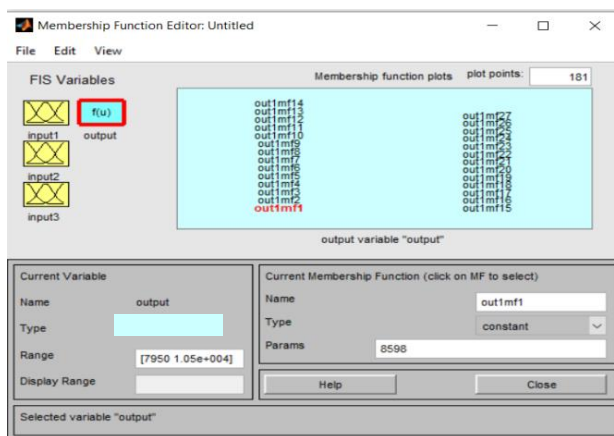 Membership Function Editor: Untitled
File Edit View
FIS Variables
f(u)
input1 output
input2
input3
Membership function plots plot points: 181
out1mf14
out1mf13
out1mf12
out1mf11
out1mf10
out1mf9
out1mf8
out1mf7
out1mf6
out1mf5
out1mf4
out1mf3
out1mf2
out1mf1
out1mf27
out1mf26
out1mf25
out1mf24
out1mf23
out1mf22
out1mf21
out1mf20
out1mf19
out1mf18
out1mf17
out1mf16
out1mf15
output variable "output"
Current Variable
Name output
Type
Range [7950 1.05e+004]
Display Range
Current Membership Function (click on MF to select)
Name out1mf1
Type constant
Params 8598
Help Close
Selected variable "output"